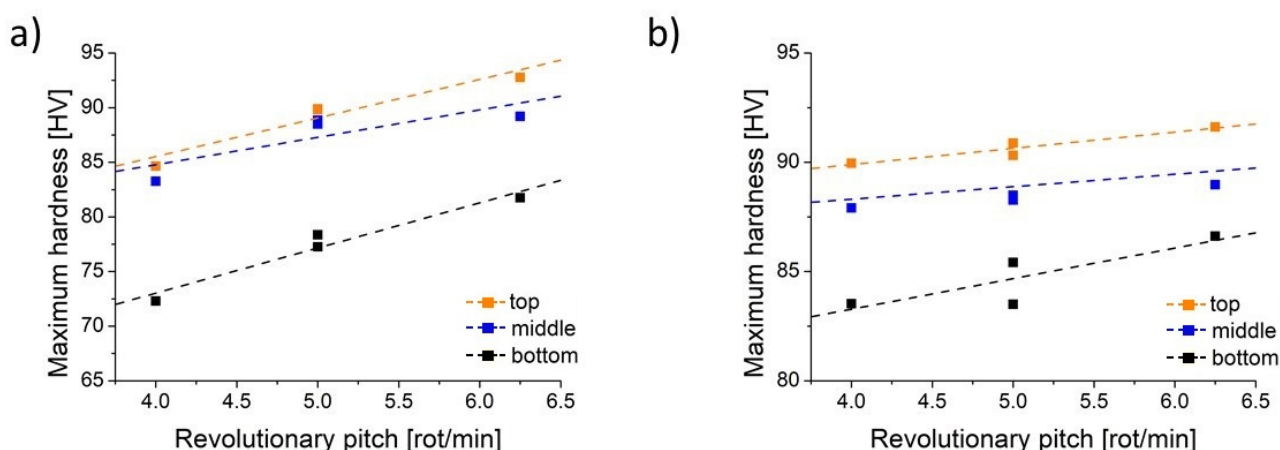 a)
Maximum hardness [HV]
95
90
85
80
75
70
65
4.0 4.5 5.0 5.5 6.0 6.5
Revolutionary pitch [rot/min]
top
middle
bottom
b)
Maximum hardness [HV]
95
90
85
80
4.0 4.5 5.0 5.5 6.0 6.5
Revolutionary pitch [rot/min]
top
middle
bottom